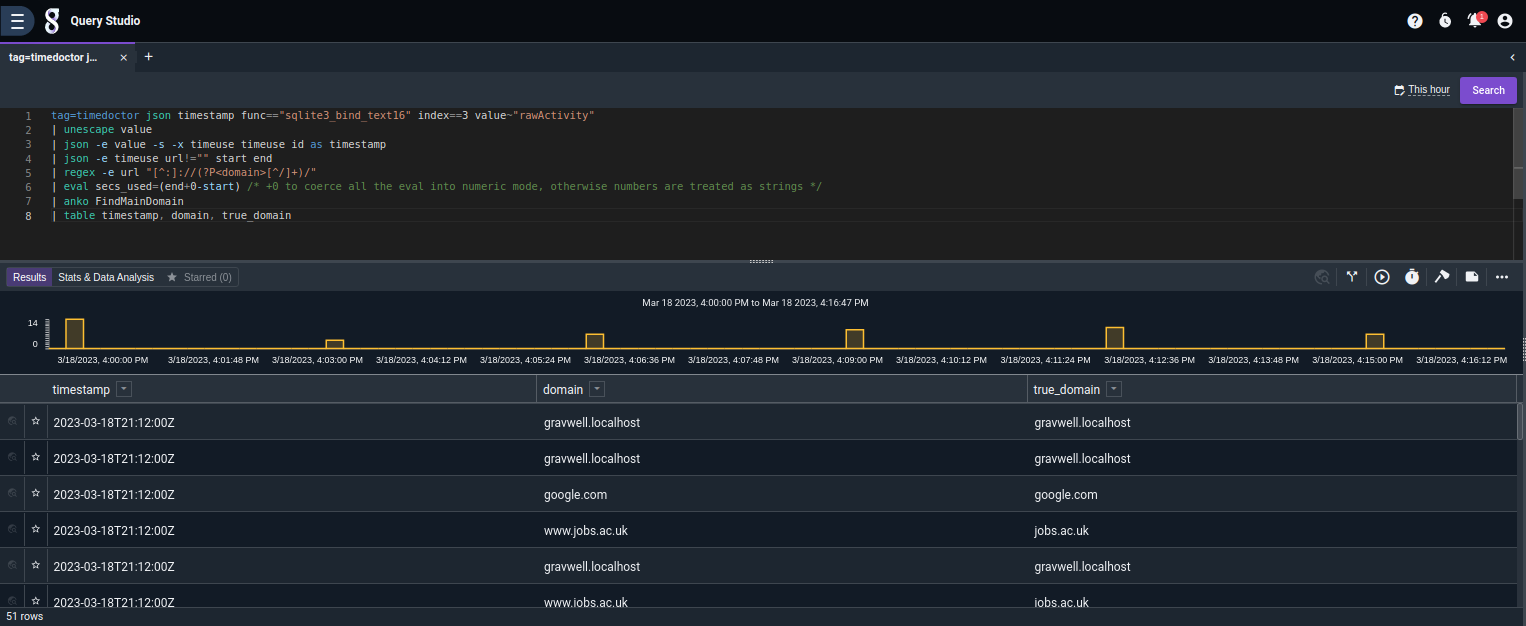 Query Studio
1
tag=timedoctor j...
This hour
Search
1 tag=timedoctor json timestamp func=="sqlite3_bind_text16" index==3 value~"rawActivity"
2 | unescape value
3 | json -e value -s -x timeuse timeuse id as timestamp
4 | json -e timeuse url!="" start end
5 | regex -e url "[^:]://(?P<domain>[^/]+)/"
6 | eval secs_used=(end+0-start) /* +0 to coerce all the eval into numeric mode, otherwise numbers are treated as strings */
7 | anko FindMainDomain
8 | table timestamp, domain, true_domain
Results Stats & Data Analysis Starred (0)
Mar 18 2023, 4:00:00 PM to Mar 18 2023, 4:16:47 PM
14
0
3/18/2023, 4:00:00 PM 3/18/2023, 4:01:48 PM 3/18/2023, 4:03:00 PM 3/18/2023, 4:04:12 PM 3/18/2023, 4:05:24 PM 3/18/2023, 4:06:36 PM 3/18/2023, 4:07:48 PM 3/18/2023, 4:09:00 PM 3/18/2023, 4:10:12 PM 3/18/2023, 4:11:24 PM 3/18/2023, 4:12:36 PM 3/18/2023, 4:13:48 PM 3/18/2023, 4:15:00 PM 3/18/2023, 4:16:12 PM
timestamp domain true_domain
2023-03-18T21:12:00Z gravwell.localhost gravwell.localhost
2023-03-18T21:12:00Z gravwell.localhost gravwell.localhost
2023-03-18T21:12:00Z google.com google.com
2023-03-18T21:12:00Z www.jobs.ac.uk jobs.ac.uk
2023-03-18T21:12:00Z gravwell.localhost gravwell.localhost
2023-03-18T21:12:00Z www.jobs.ac.uk jobs.ac.uk
51 rows